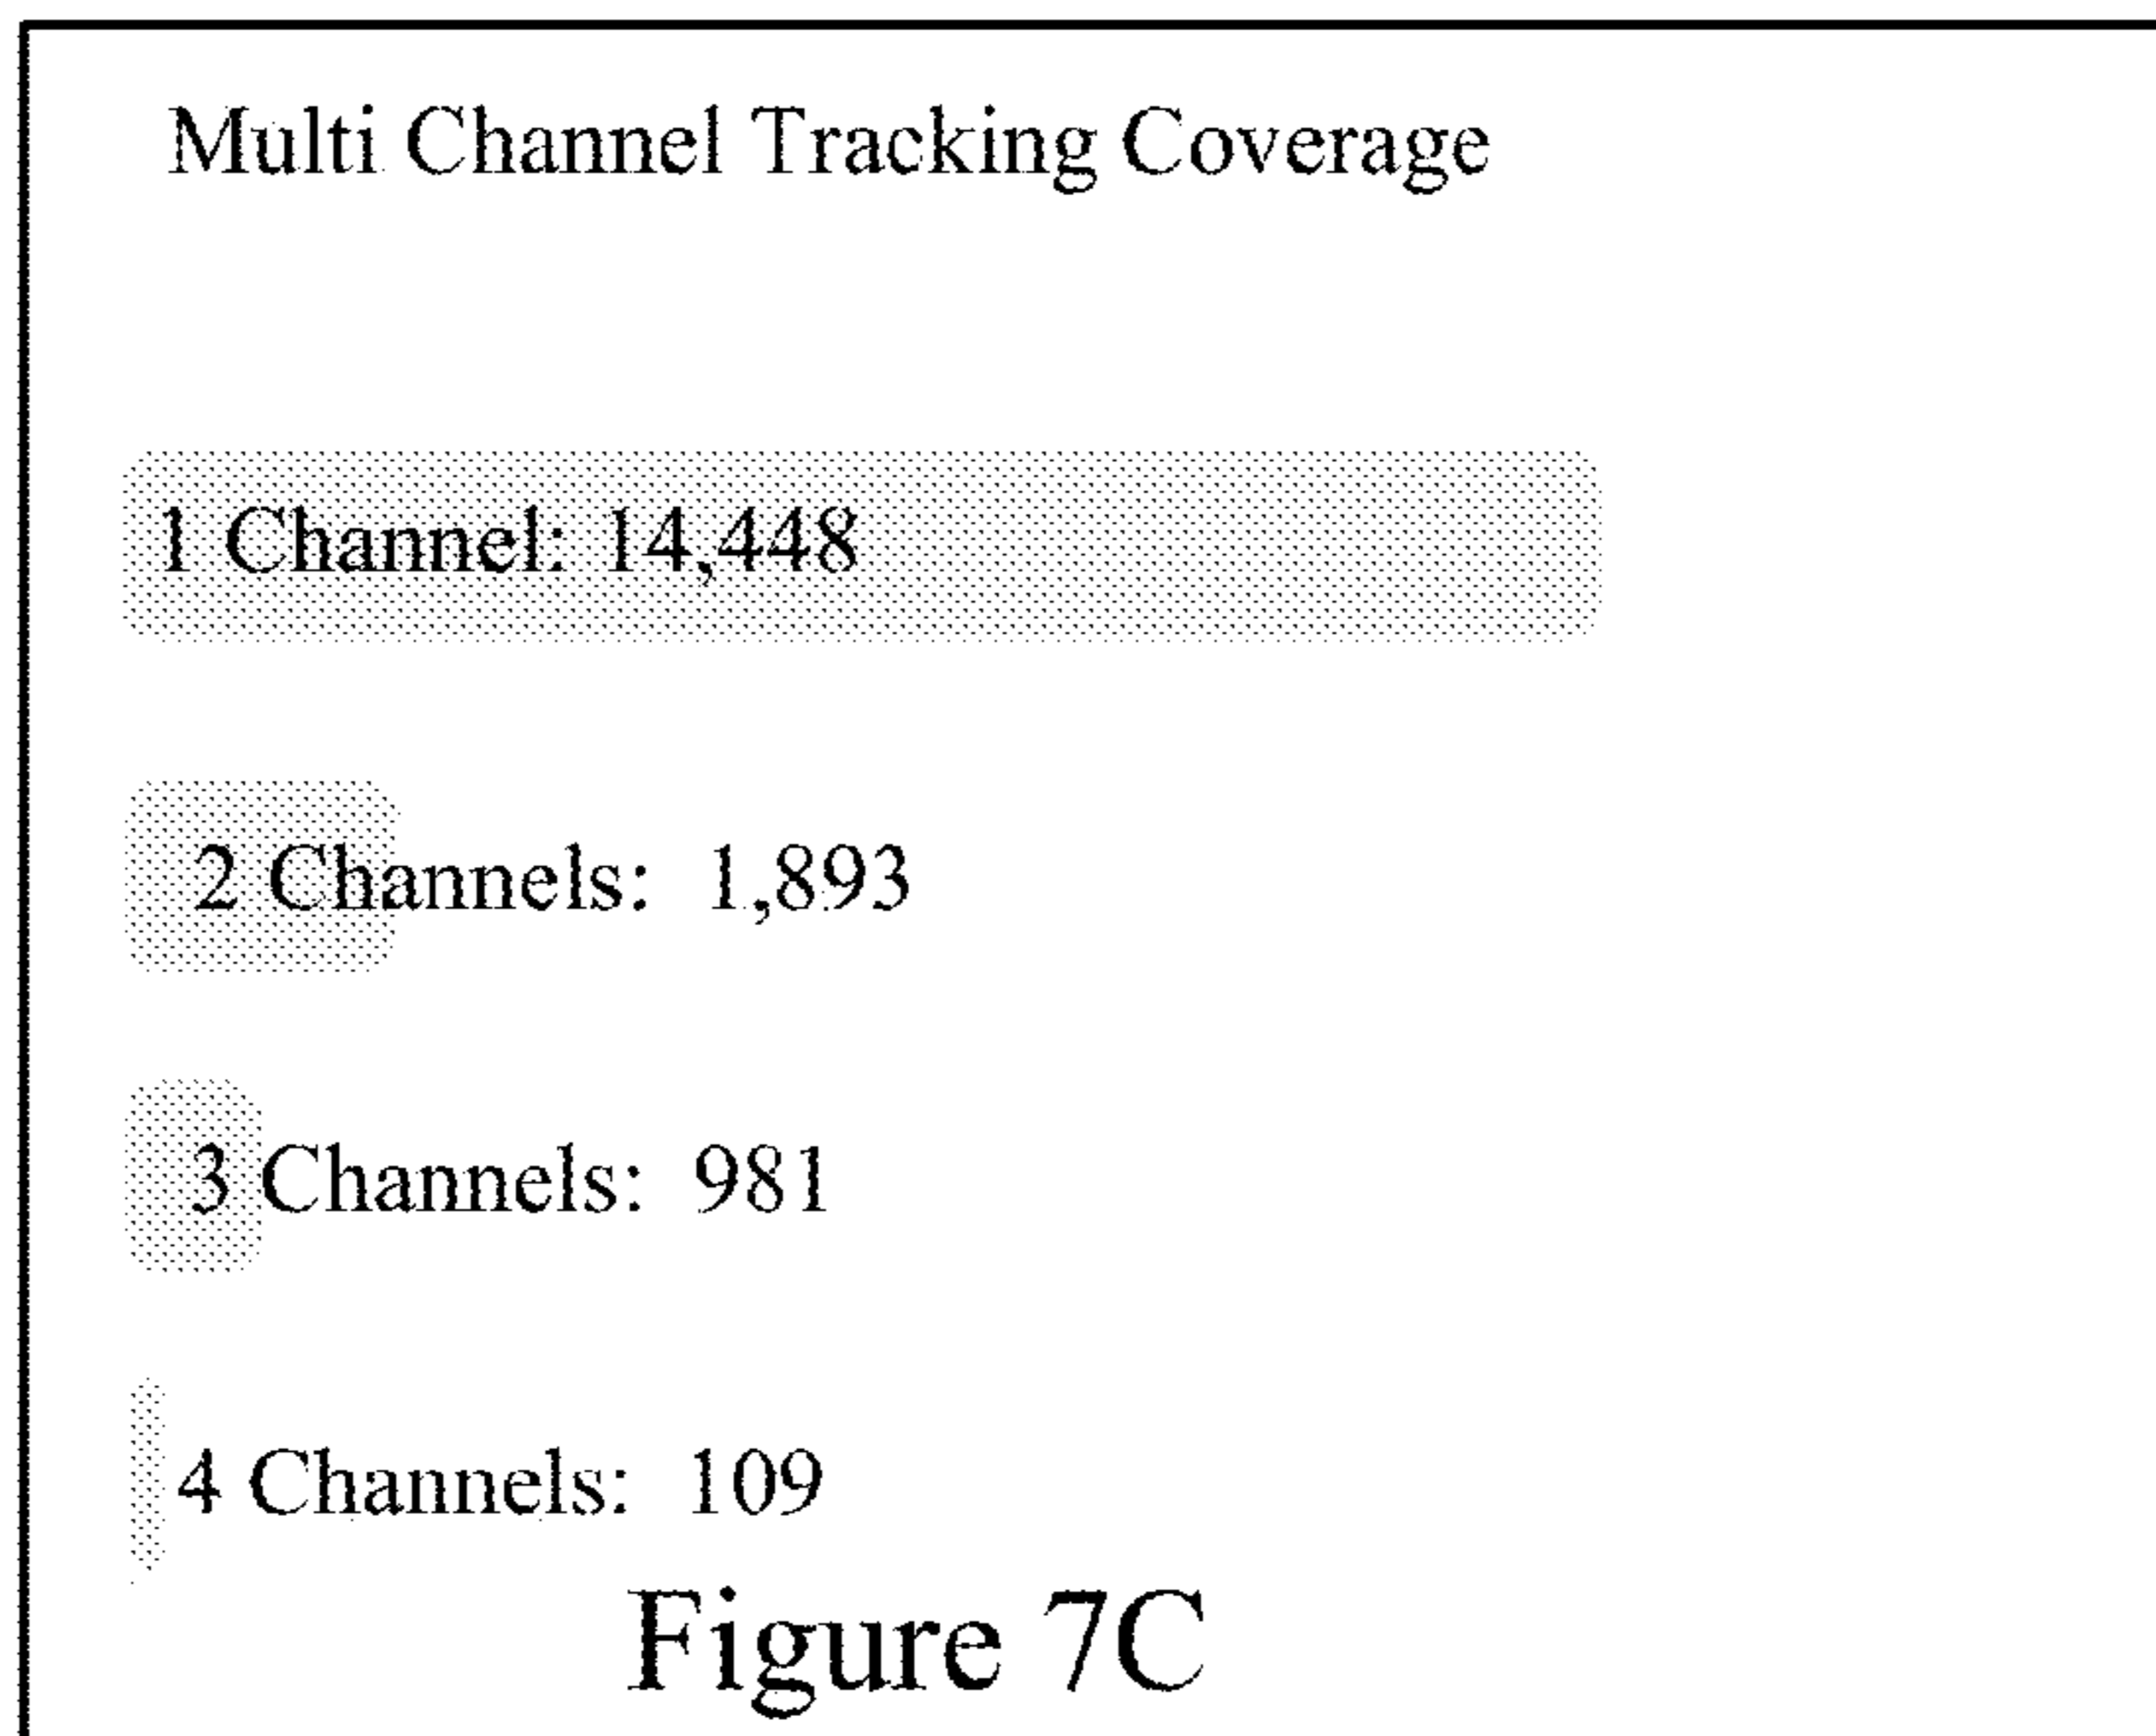 Multi Channel Tracking Coverage
1 Channel: 14,448
2 Channels: 1,893
3 Channels: 981
4 Channels: 109
Figure 7C